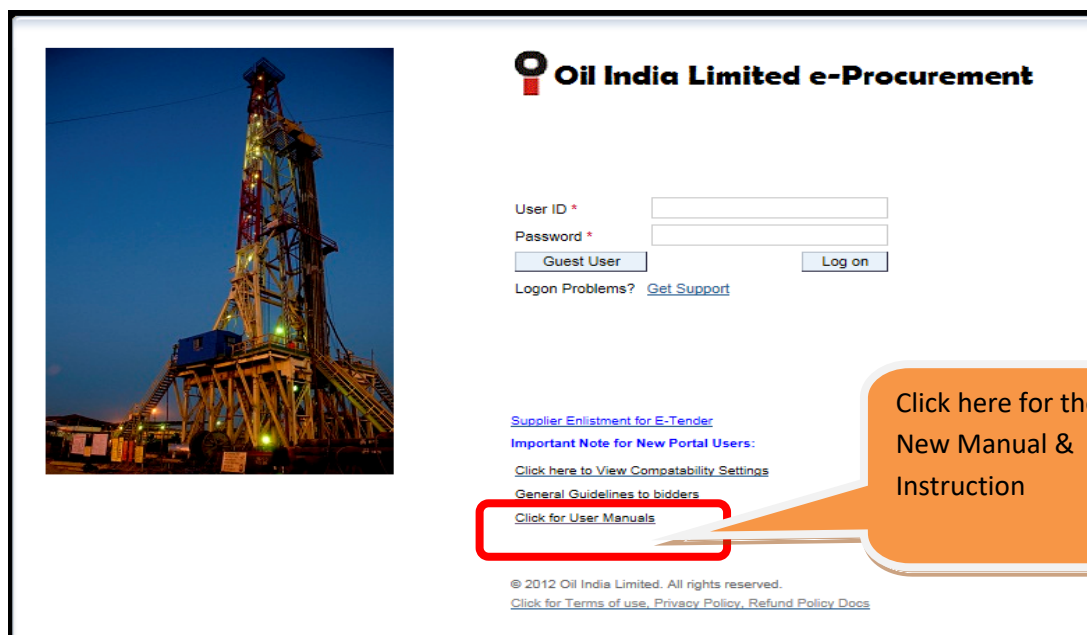 Oil India Limited e-Procurement
User ID *
Password *
Guest User
Log on
Logon Problems? Get Support
Supplier Enlistment for E-Tender
Important Note for New Portal Users:
Click here to View Compatability Settings
General Guidelines to bidders
Click for User Manuals
Click here for th
New Manual &
Instruction
© 2012 Oil India Limited. All rights reserved.
Click for Terms of use, Privacy Policy, Refund Policy Docs